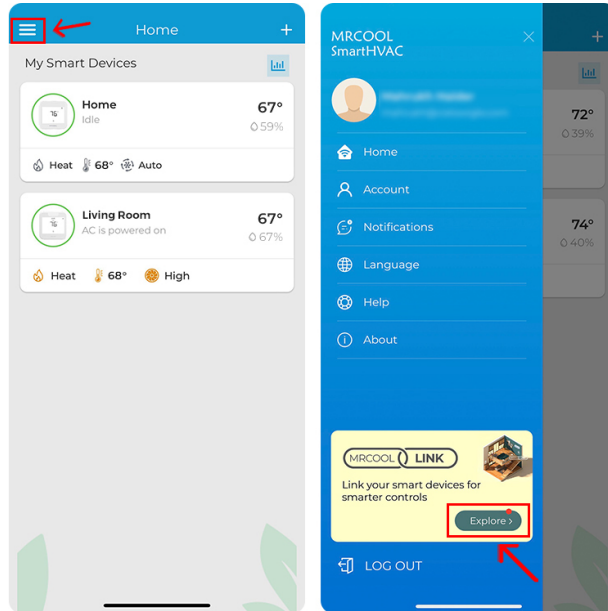 Home
+
My Smart Devices
76
Home
Idle
67°
59%
Heat 68° Auto
76
Living Room
AC is powered on
67°
67%
Heat 68° High
MRCOOL
SmartHVAC
Home
Account
Notifications
Language
Help
About
MRCOOL LINK
Link your smart devices for
smarter controls
Explore >
LOG OUT
+
72°
39%
74°
40%